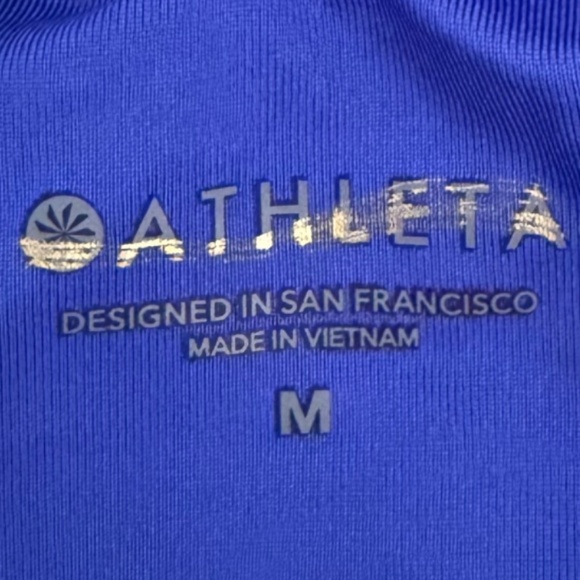 ATHLETA
DESIGNED IN SAN FRANCISCO
MADE IN VIETNAM
M